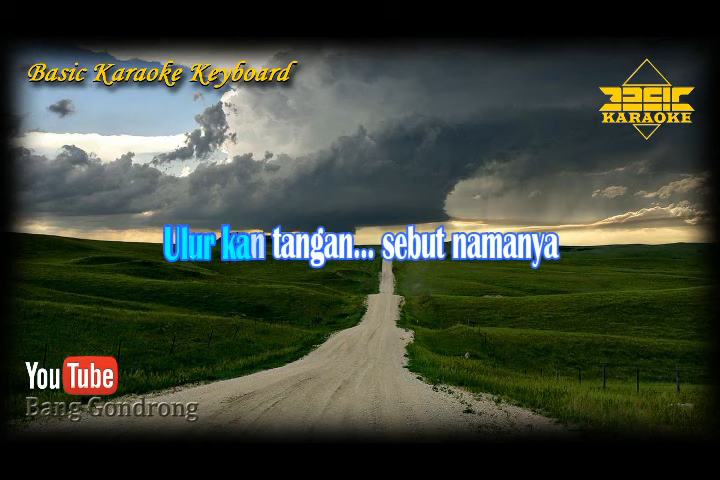 Basic Karaoke Keyboard
BASIC
KARAOKE
Ulur kan tangan... sebut namanya
YouTube
Bang Gondrong